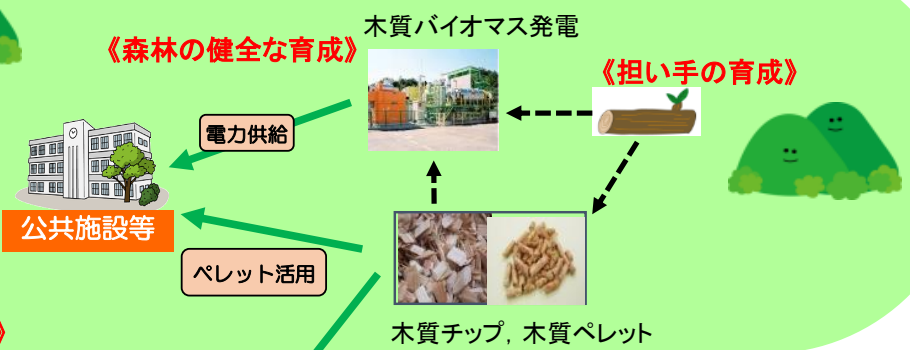 木質バイオマス発電
《森林の健全な育成》
《担い手の育成》
電力供給
公共施設等
ペレット活用
木質チップ，木質ペレット
》